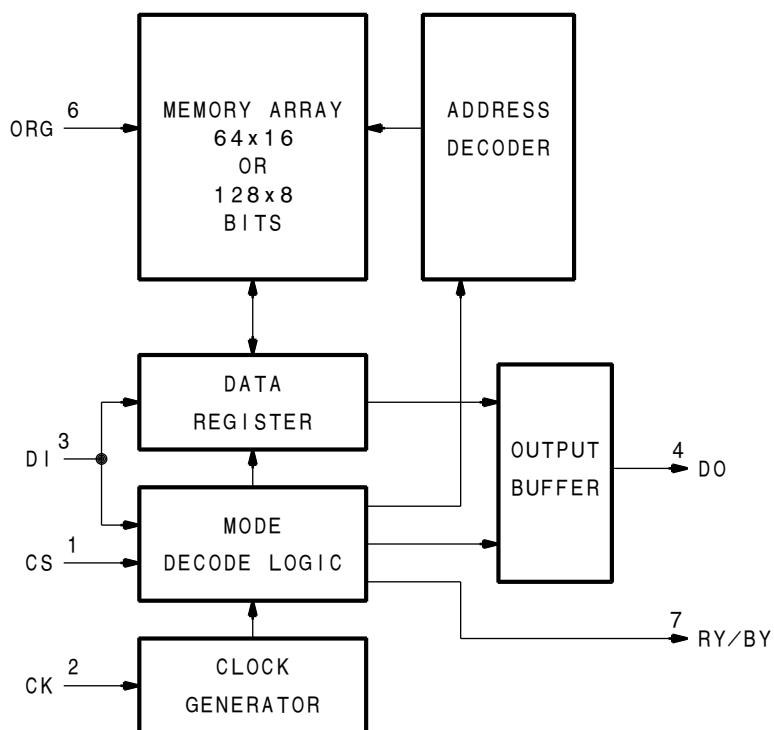 MEMORY ARRAY
64x16
OR
128x8
BITS
ADDRESS
DECODER
6
ORG
DATA
REGISTER
3
DI
OUTPUT
BUFFER
4
DO
MODE
DECODE LOGIC
1
CS
7
RY/BY
CLOCK
GENERATOR
2
CK